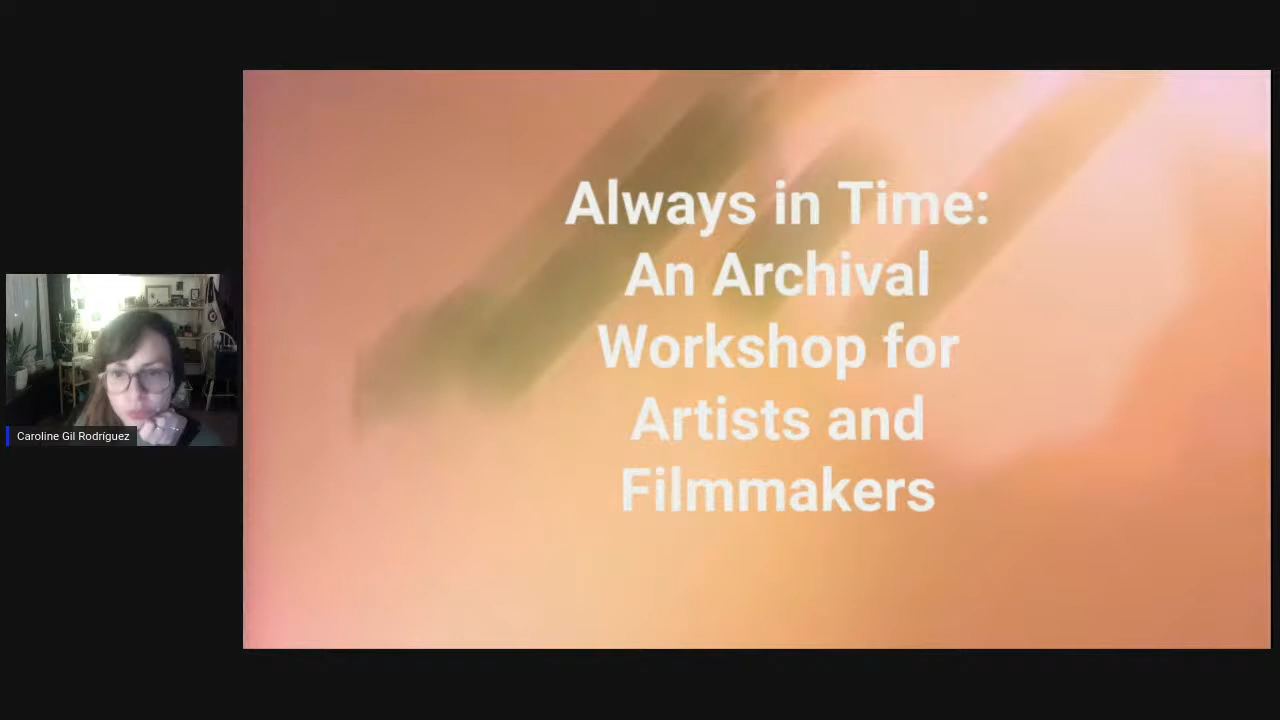 Always in Time:
An Archival
Workshop for
Artists and
Filmmakers
Caroline Gil Rodríguez